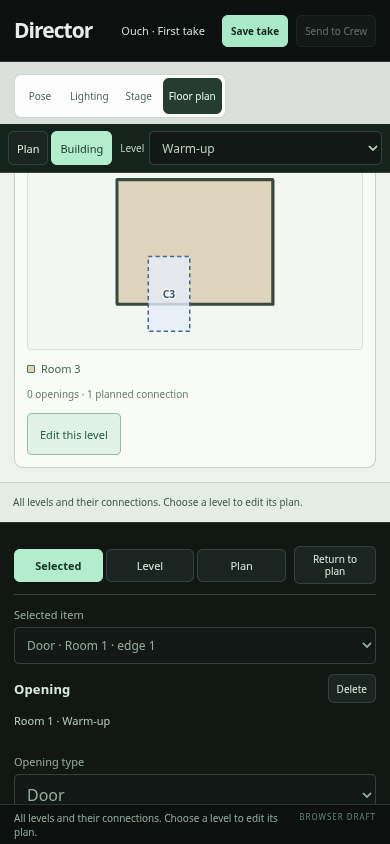 Director
Ouch · First take
Save take
Send to Crew
Pose
Lighting
Stage
Floor plan
Plan
Building
Level
Warm-up
C3
Room 3
0 openings · 1 planned connection
Edit this level
All levels and their connections. Choose a level to edit its plan.
Selected
Level
Plan
Return to
plan
Selected item
Door · Room 1 · edge 1
Opening
Delete
Room 1 · Warm-up
Opening type
Door
All levels and their connections. Choose a level to edit its
plan.
BROWSER DRAFT